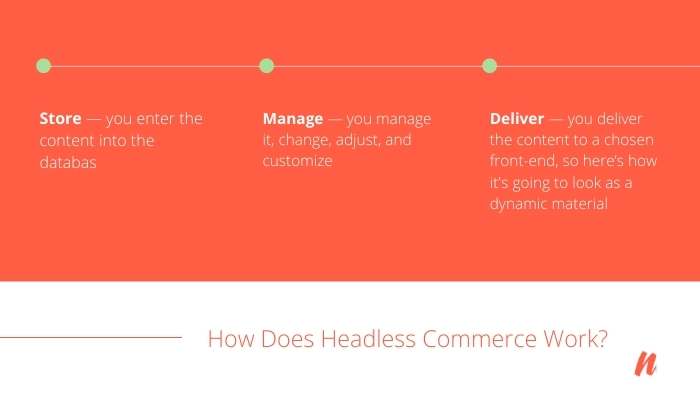 Store — you enter the
content into the
databas
Manage — you manage
it, change, adjust, and
customize
Deliver — you deliver
the content to a chosen
front-end, so here's how
it's going to look as a
dynamic material
How Does Headless Commerce Work?
n